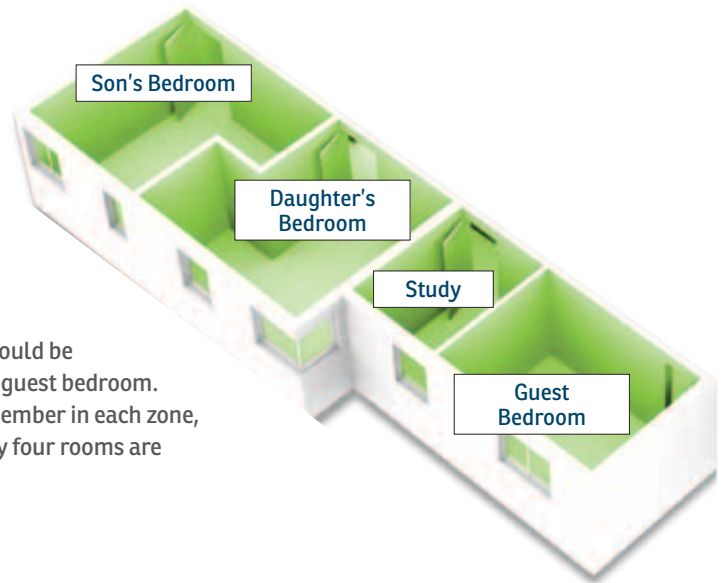 Son's Bedroom
Daughter's
Bedroom
Study
Guest
Bedroom
ould be
guest bedroom.
ember in each zone,
y four rooms are